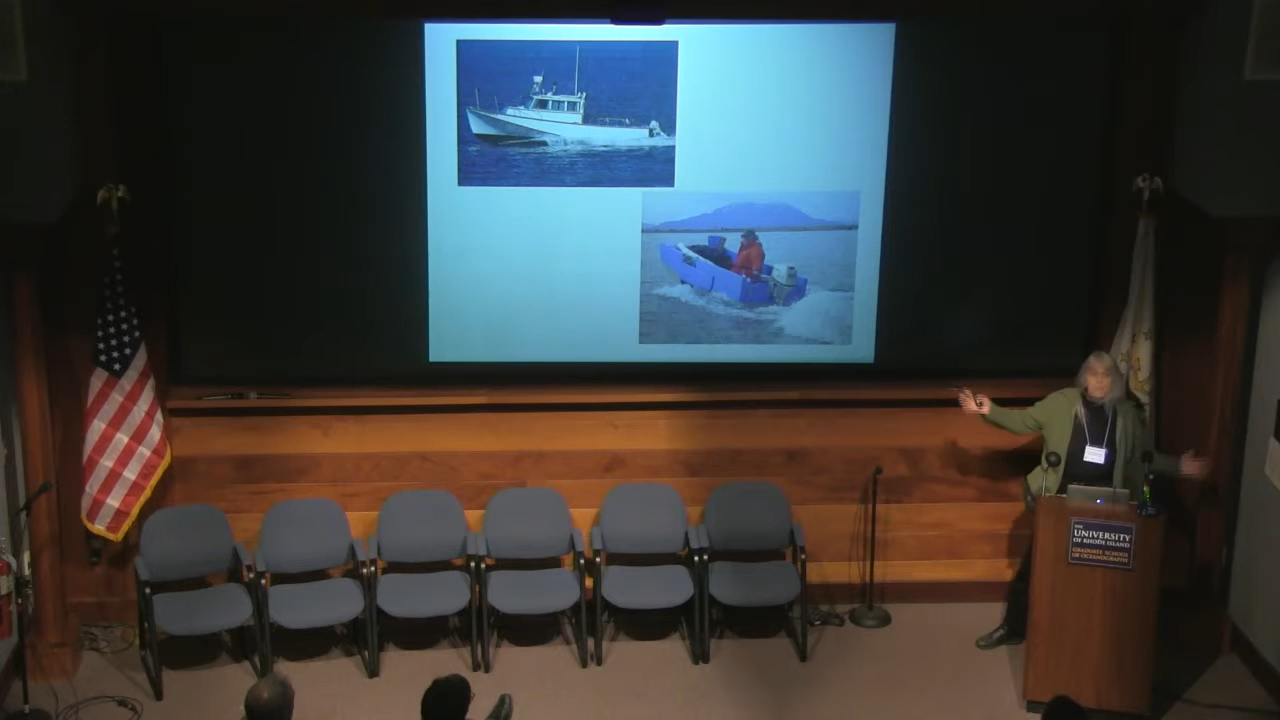 THE
UNIVERSITY
OF RHODE ISLAND
GRADUATE SCHOOL
OF OCEANOGRAPHY